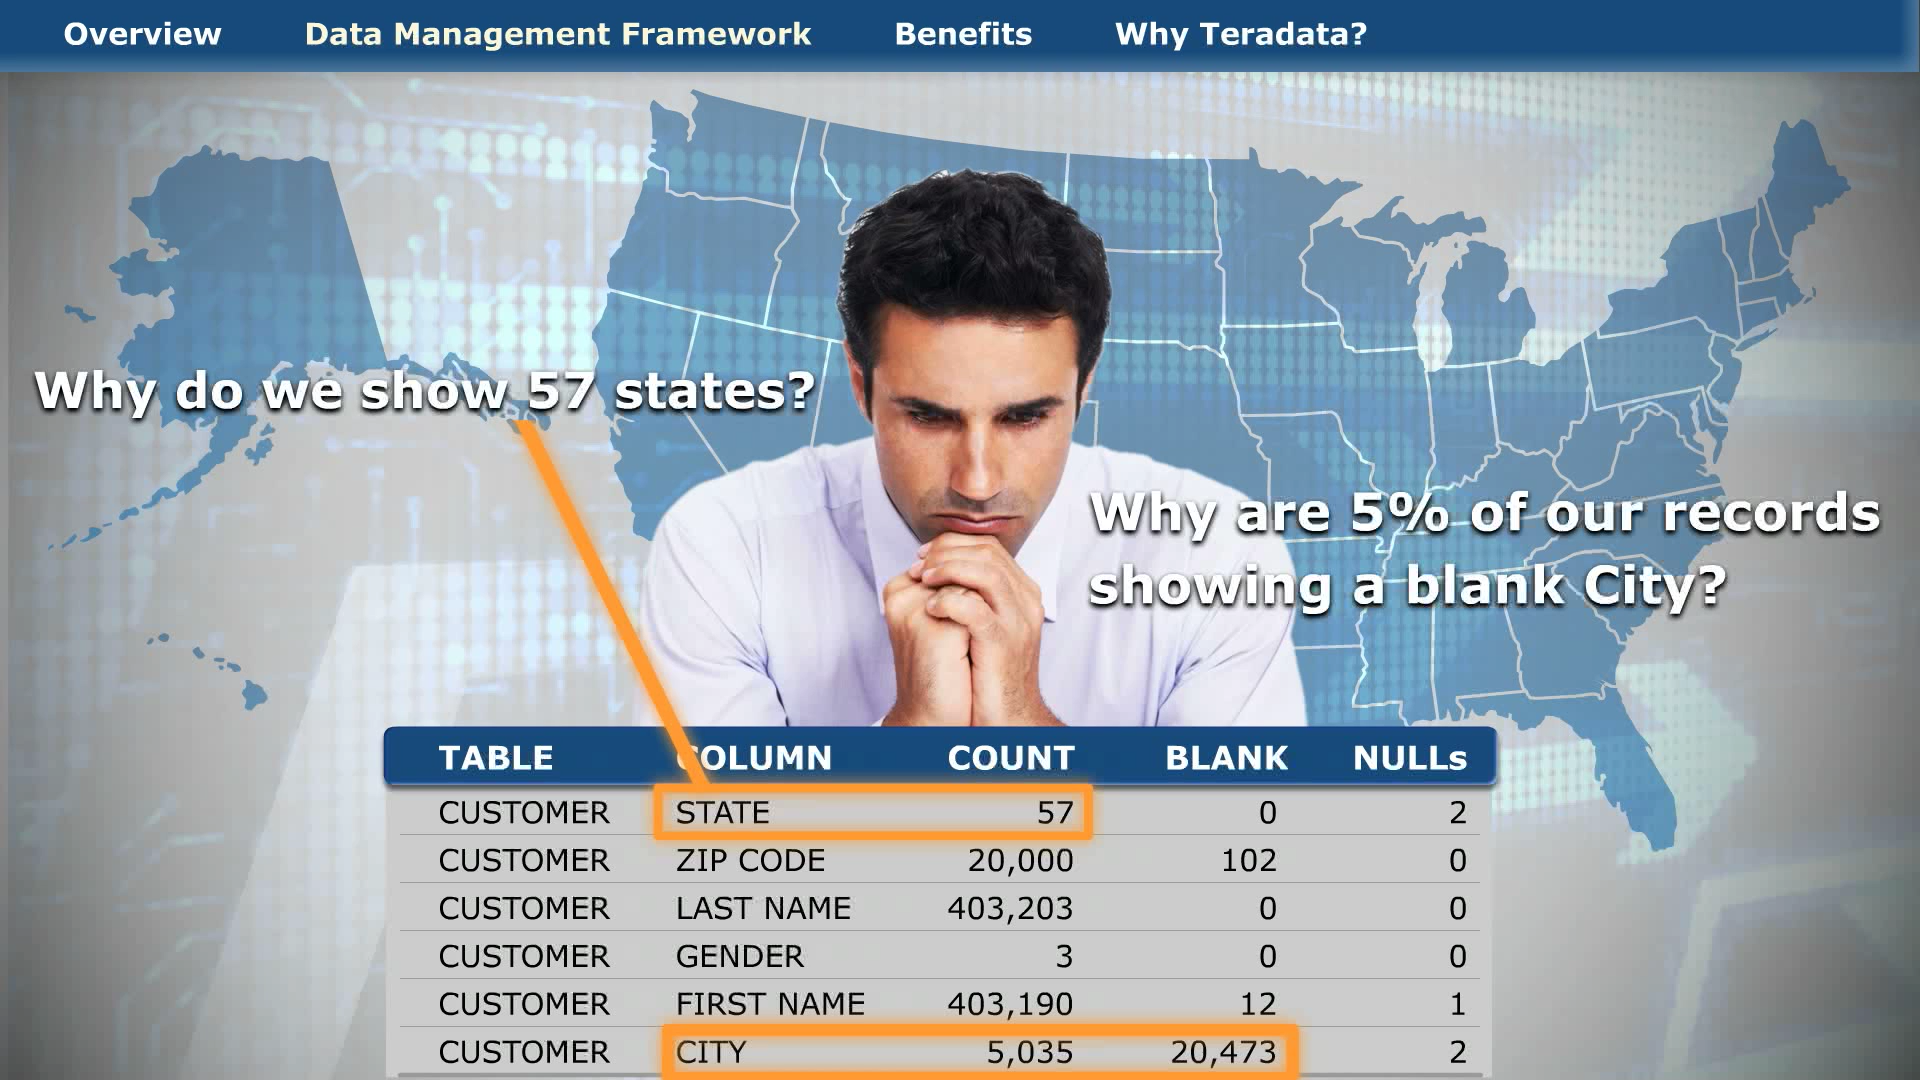 Overview Data Management Framework Benefits Why Teradata?
Why do we show 57 states?
Why are 5% of our records
showing a blank City?
TABLE COLUMN COUNT BLANK NULLs
CUSTOMER STATE 57 0 2
CUSTOMER ZIP CODE 20,000 102 0
CUSTOMER LAST NAME 403,203 0 0
CUSTOMER GENDER 3 0 0
CUSTOMER FIRST NAME 403,190 12 1
CUSTOMER CITY 5,035 20,473 2